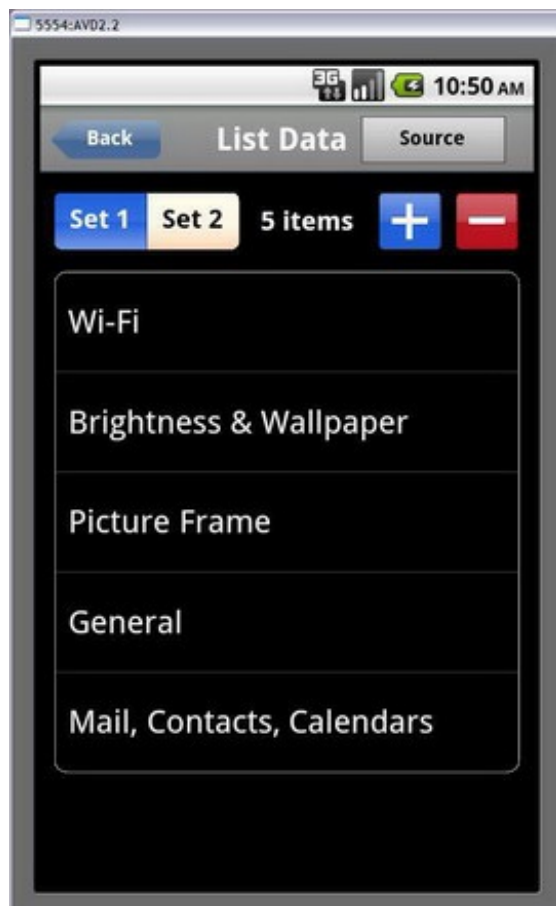 5554:AVD2.2
3G 10:50 AM
Back List Data Source
Set 1 Set 2 5 items + −
Wi-Fi
Brightness & Wallpaper
Picture Frame
General
Mail, Contacts, Calendars